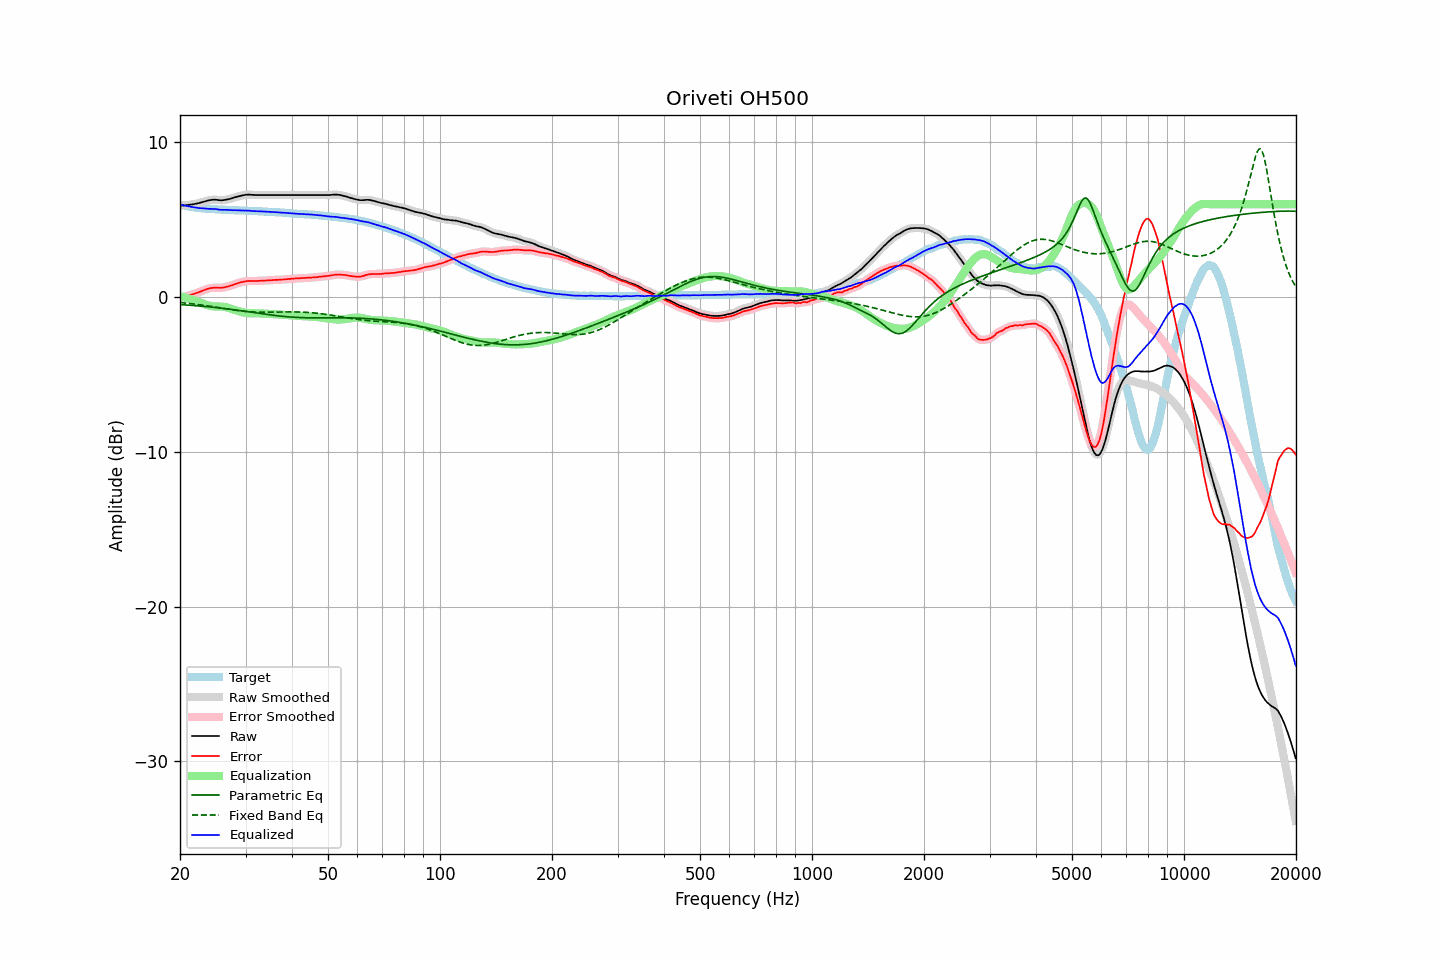 Oriveti OH500
10
0
−10
−20
−30
Amplitude (dBr)
Target
Raw Smoothed
Error Smoothed
Raw
Error
Equalization
Parametric Eq
Fixed Band Eq
Equalized
20 50 100 200 500 1000 2000 5000 10000 20000
Frequency (Hz)